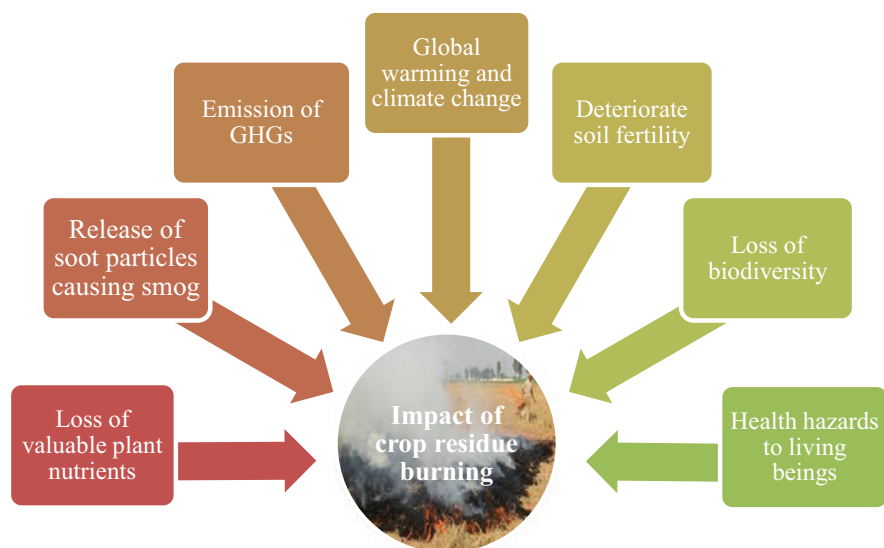 Loss of
valuable plant
nutrients
Release of
soot particles
causing smog
Emission of
GHGs
Global
warming and
climate change
Deteriorate
soil fertility
Loss of
biodiversity
Health hazards
to living
beings
Impact of
crop residue
burning